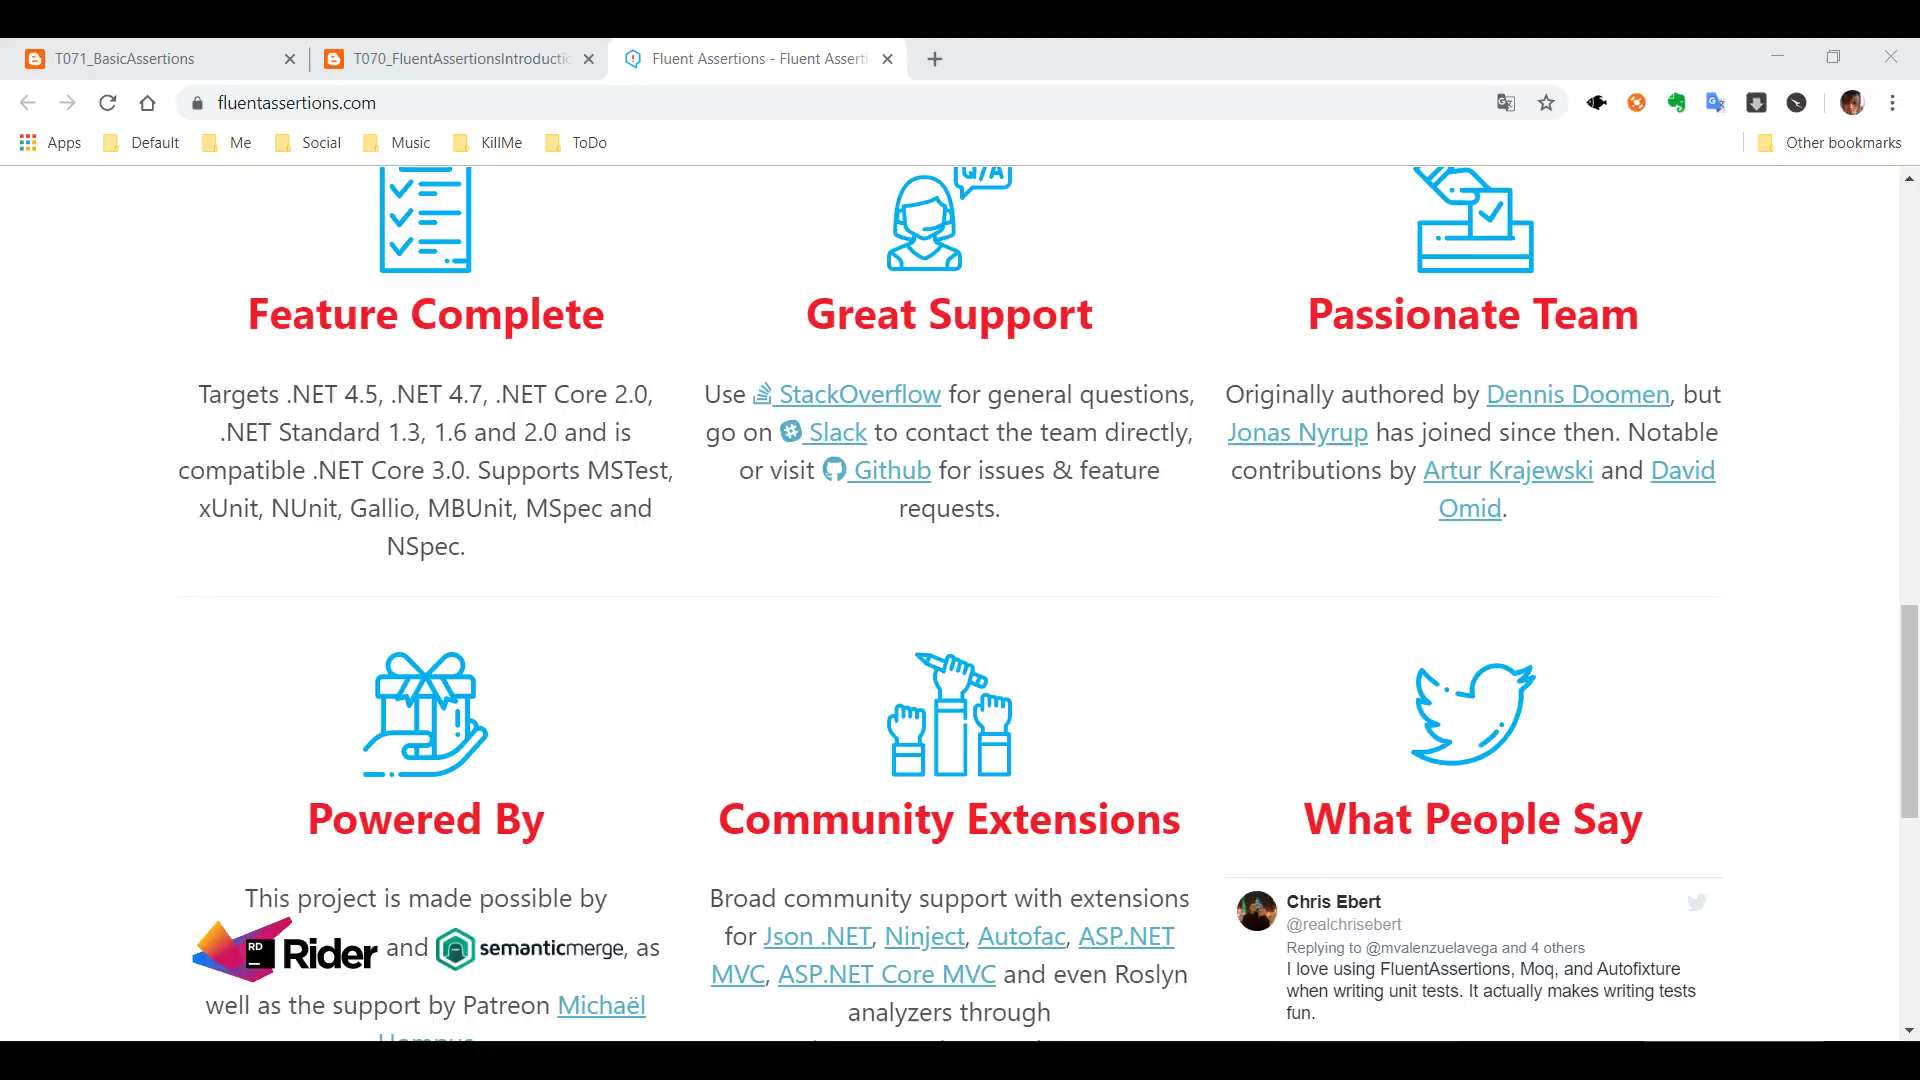 T071_BasicAssertions
T070_FluentAssertionsIntroductic
Fluent Assertions - Fluent Asserti
fluentassertions.com
Apps Default Me Social Music KillMe ToDo Other bookmarks
Q/A
Feature Complete
Targets .NET 4.5, .NET 4.7, .NET Core 2.0,
.NET Standard 1.3, 1.6 and 2.0 and is
compatible .NET Core 3.0. Supports MSTest,
xUnit, NUnit, Gallio, MBUnit, MSpec and
NSpec.
Great Support
Use StackOverflow for general questions,
go on Slack to contact the team directly,
or visit Github for issues & feature
requests.
Passionate Team
Originally authored by Dennis Doomen, but
Jonas Nyrup has joined since then. Notable
contributions by Artur Krajewski and David
Omid.
Powered By
This project is made possible by
RD Rider and semanticmerge, as
well as the support by Patreon Michaël
Community Extensions
Broad community support with extensions
for Json .NET, Ninject, Autofac, ASP.NET
MVC, ASP.NET Core MVC and even Roslyn
analyzers through
What People Say
Chris Ebert
@realchrisebert
Replying to @mvalenzuelavega and 4 others
I love using FluentAssertions, Moq, and Autofixture
when writing unit tests. It actually makes writing tests
fun.